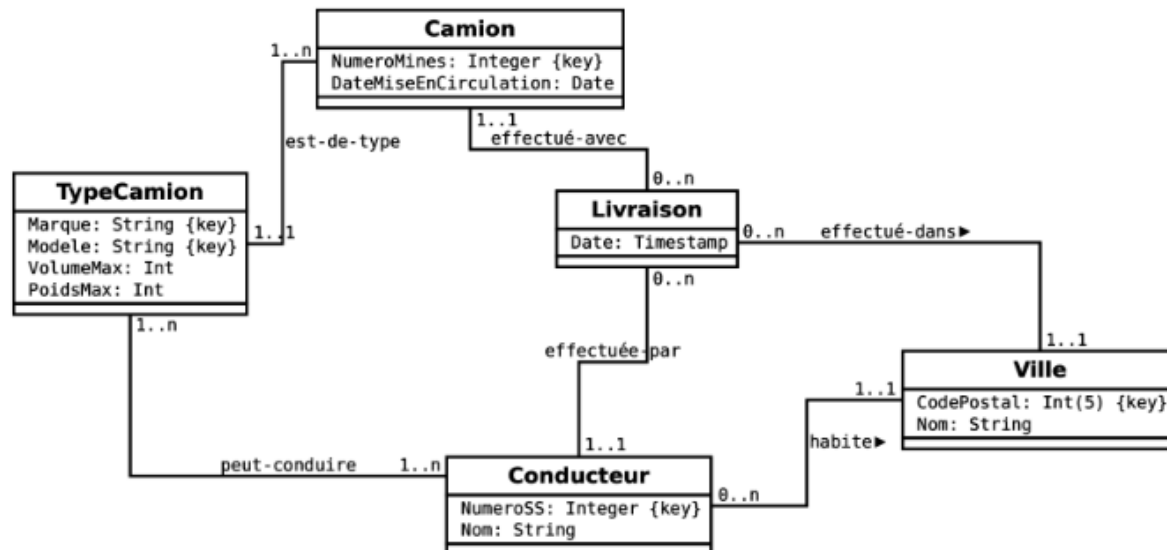 Camion
1..n
NumeroMines: Integer {key}
DateMiseEnCirculation: Date
1..1
effectué-avec
est-de-type
0..n
TypeCamion
Marque: String {key}
Modele: String {key}
VolumeMax: Int
PoidsMax: Int
1..1
Livraison
Date: Timestamp
0..n
effectué-dans►
0..n
1..n
effectuée-par
1..1
Ville
CodePostal: Int(5) {key}
Nom: String
1..1
habite►
1..1
peut-conduire
1..n
Conducteur
NumeroSS: Integer {key}
Nom: String
0..n